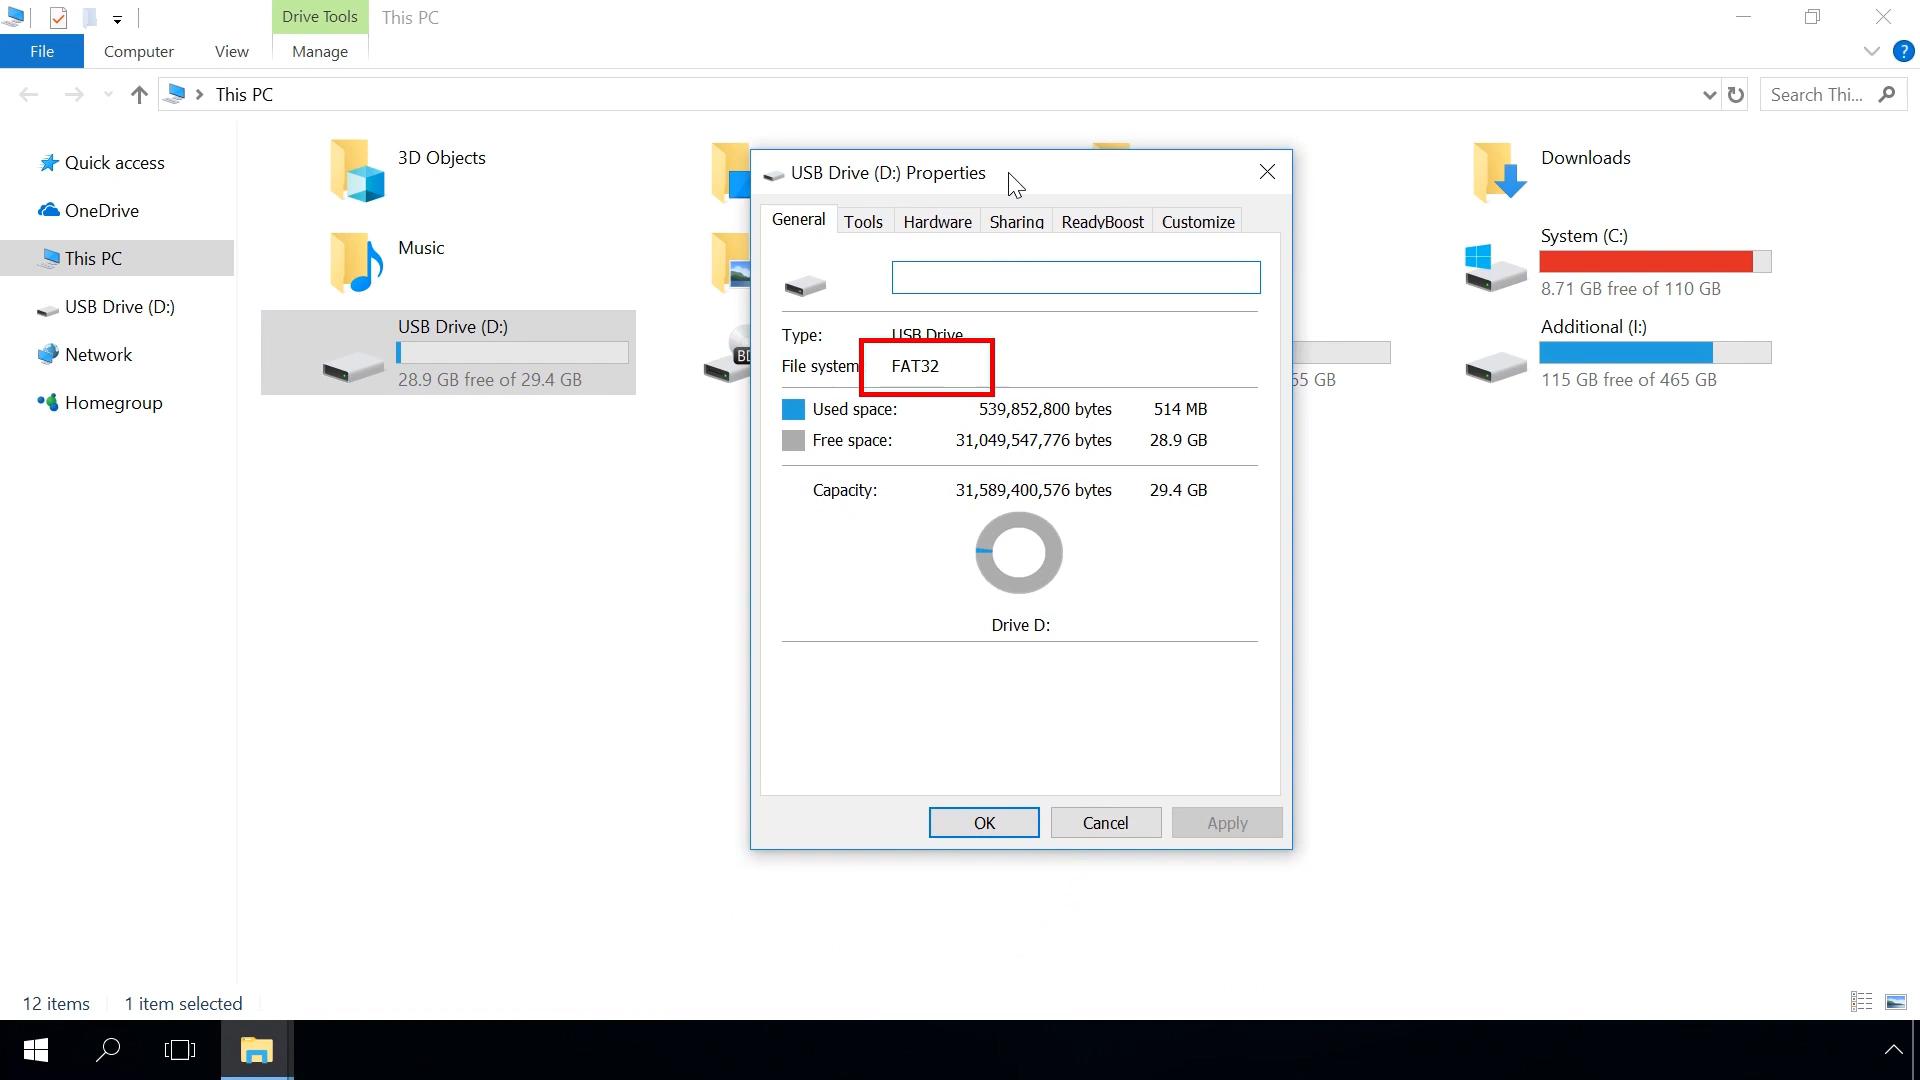 Drive Tools This PC
File Computer View Manage
This PC Search Thi...
Quick access
OneDrive
This PC
USB Drive (D:)
Network
Homegroup
3D Objects
Music
USB Drive (D:)
28.9 GB free of 29.4 GB
BD
55 GB
Downloads
System (C:)
8.71 GB free of 110 GB
Additional (I:)
115 GB free of 465 GB
USB Drive (D:) Properties
General Tools Hardware Sharing ReadyBoost Customize
Type: USB Drive
File system FAT32
Used space: 539,852,800 bytes 514 MB
Free space: 31,049,547,776 bytes 28.9 GB
Capacity: 31,589,400,576 bytes 29.4 GB
Drive D:
OK Cancel Apply
12 items 1 item selected